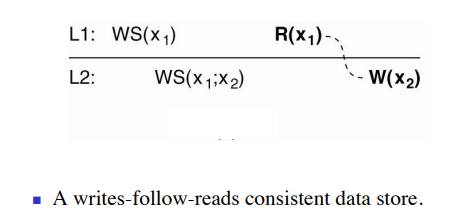 L1: WS(x₁) R(x₁)
L2: WS(x₁;x₂) W(x₂)
▪ A writes-follow-reads consistent data store.